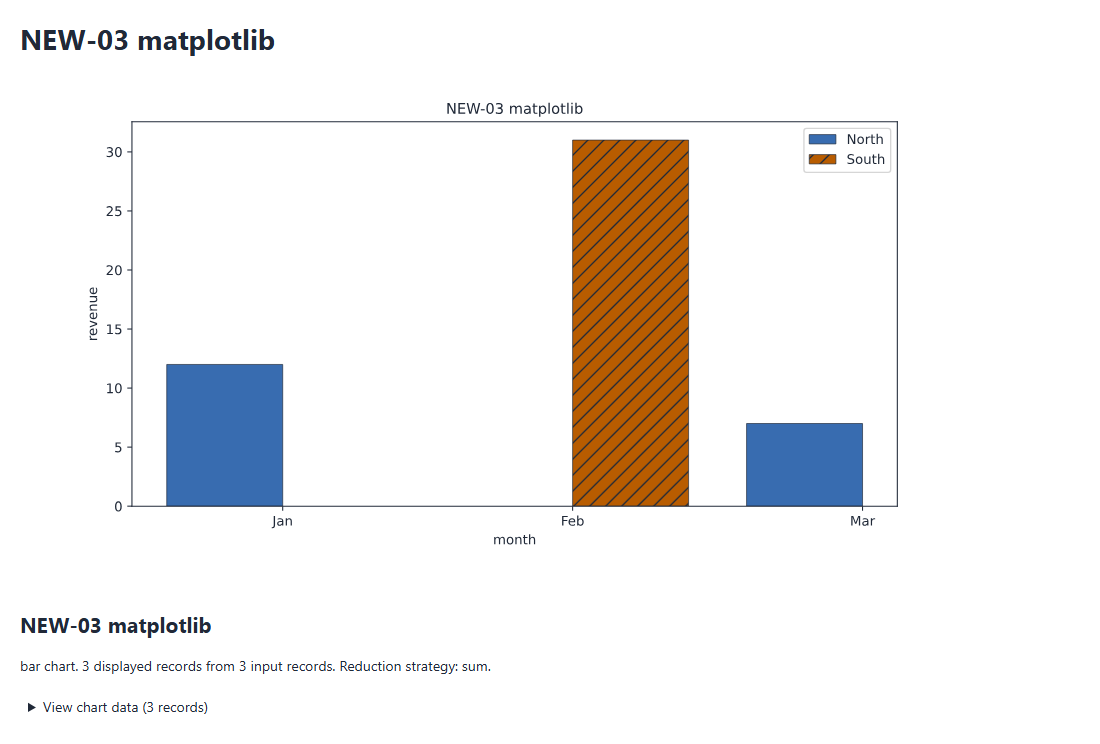 NEW-03 matplotlib
NEW-03 matplotlib
North
South
30
25
20
15
10
5
0
revenue
Jan Feb Mar
month
NEW-03 matplotlib
bar chart. 3 displayed records from 3 input records. Reduction strategy: sum.
View chart data (3 records)